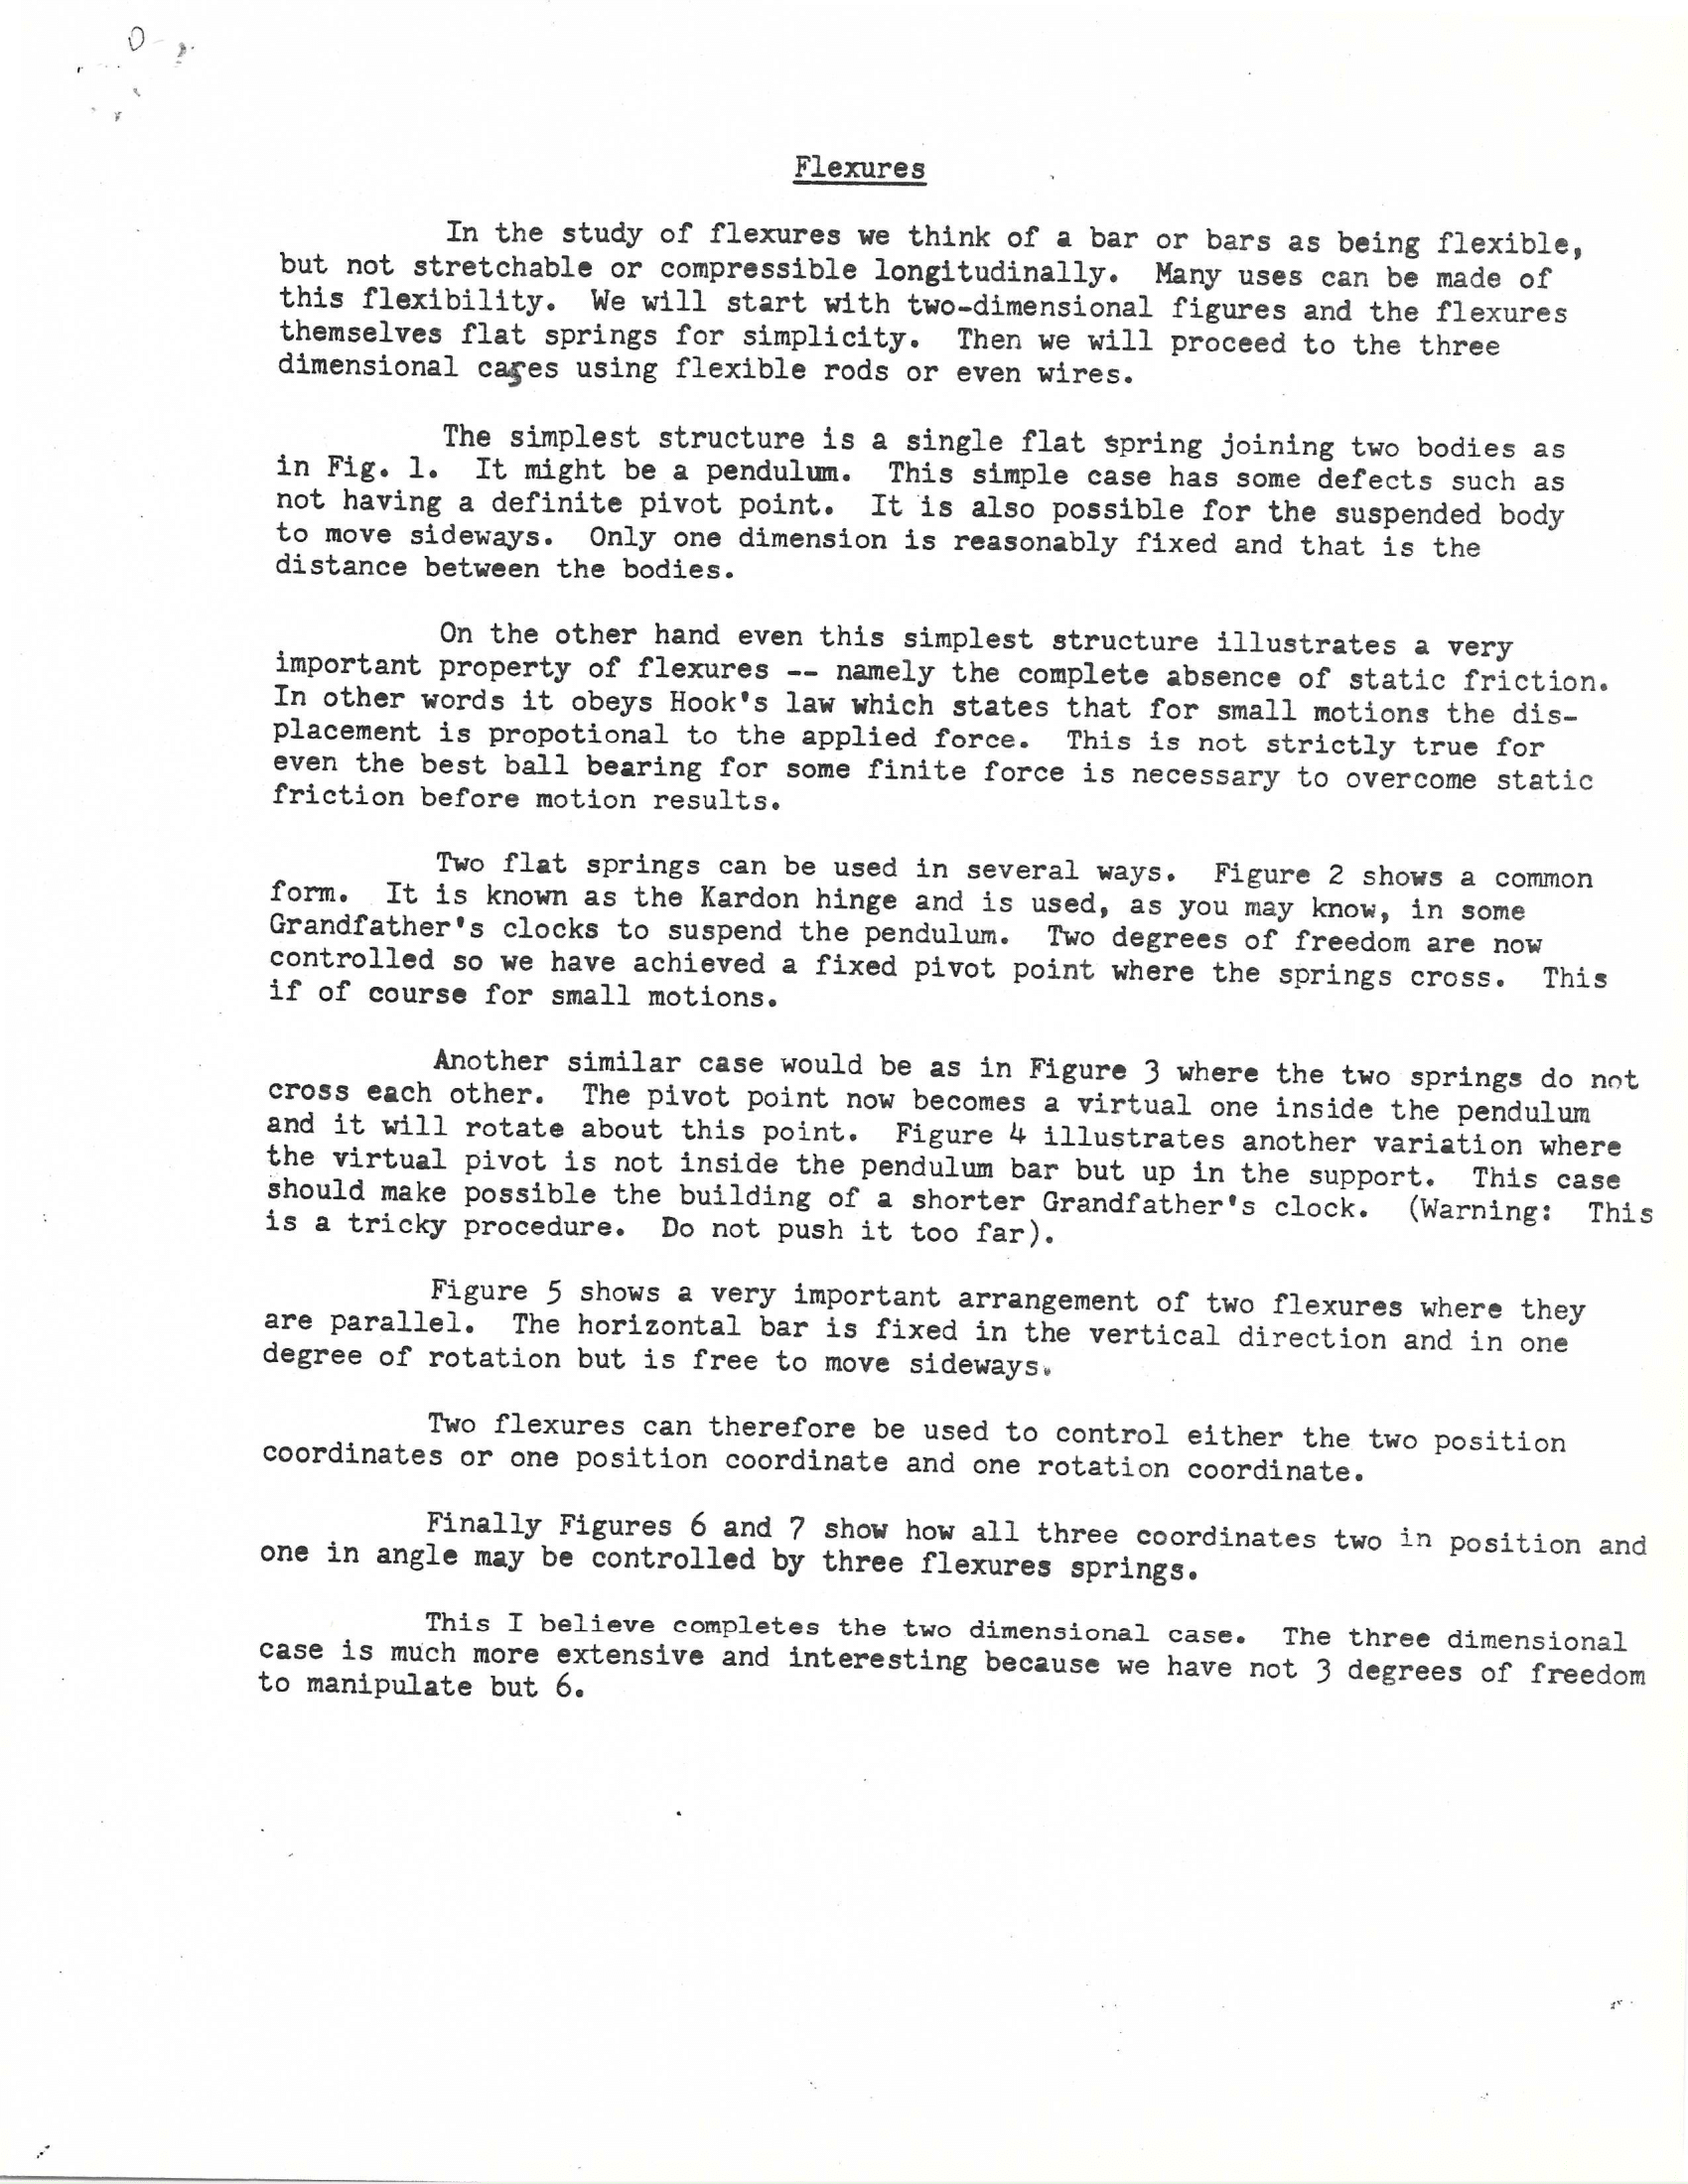 Flexures
In the study of flexures we think of a bar or bars as being flexible,
but not stretchable or compressible longitudinally. Many uses can be made of
this flexibility. We will start with two-dimensional figures and the flexures
themselves flat springs for simplicity. Then we will proceed to the three
dimensional cases using flexible rods or even wires.
The simplest structure is a single flat spring joining two bodies as
in Fig. 1. It might be a pendulum. This simple case has some defects such as
not having a definite pivot point. It is also possible for the suspended body
to move sideways. Only one dimension is reasonably fixed and that is the
distance between the bodies.
On the other hand even this simplest structure illustrates a very
important property of flexures -- namely the complete absence of static friction.
In other words it obeys Hook's law which states that for small motions the dis-
placement is propotional to the applied force. This is not strictly true for
even the best ball bearing for some finite force is necessary to overcome static
friction before motion results.
Two flat springs can be used in several ways. Figure 2 shows a common
form. It is known as the Kardon hinge and is used, as you may know, in some
Grandfather's clocks to suspend the pendulum. Two degrees of freedom are now
controlled so we have achieved a fixed pivot point where the springs cross. This
if of course for small motions.
Another similar case would be as in Figure 3 where the two springs do not
cross each other. The pivot point now becomes a virtual one inside the pendulum
and it will rotate about this point. Figure 4 illustrates another variation where
the virtual pivot is not inside the pendulum bar but up in the support. This case
should make possible the building of a shorter Grandfather's clock. (Warning: This
is a tricky procedure. Do not push it too far).
Figure 5 shows a very important arrangement of two flexures where they
are parallel. The horizontal bar is fixed in the vertical direction and in one
degree of rotation but is free to move sideways.
Two flexures can therefore be used to control either the two position
coordinates or one position coordinate and one rotation coordinate.
Finally Figures 6 and 7 show how all three coordinates two in position and
one in angle may be controlled by three flexures springs.
This I believe completes the two dimensional case. The three dimensional
case is much more extensive and interesting because we have not 3 degrees of freedom
to manipulate but 6.